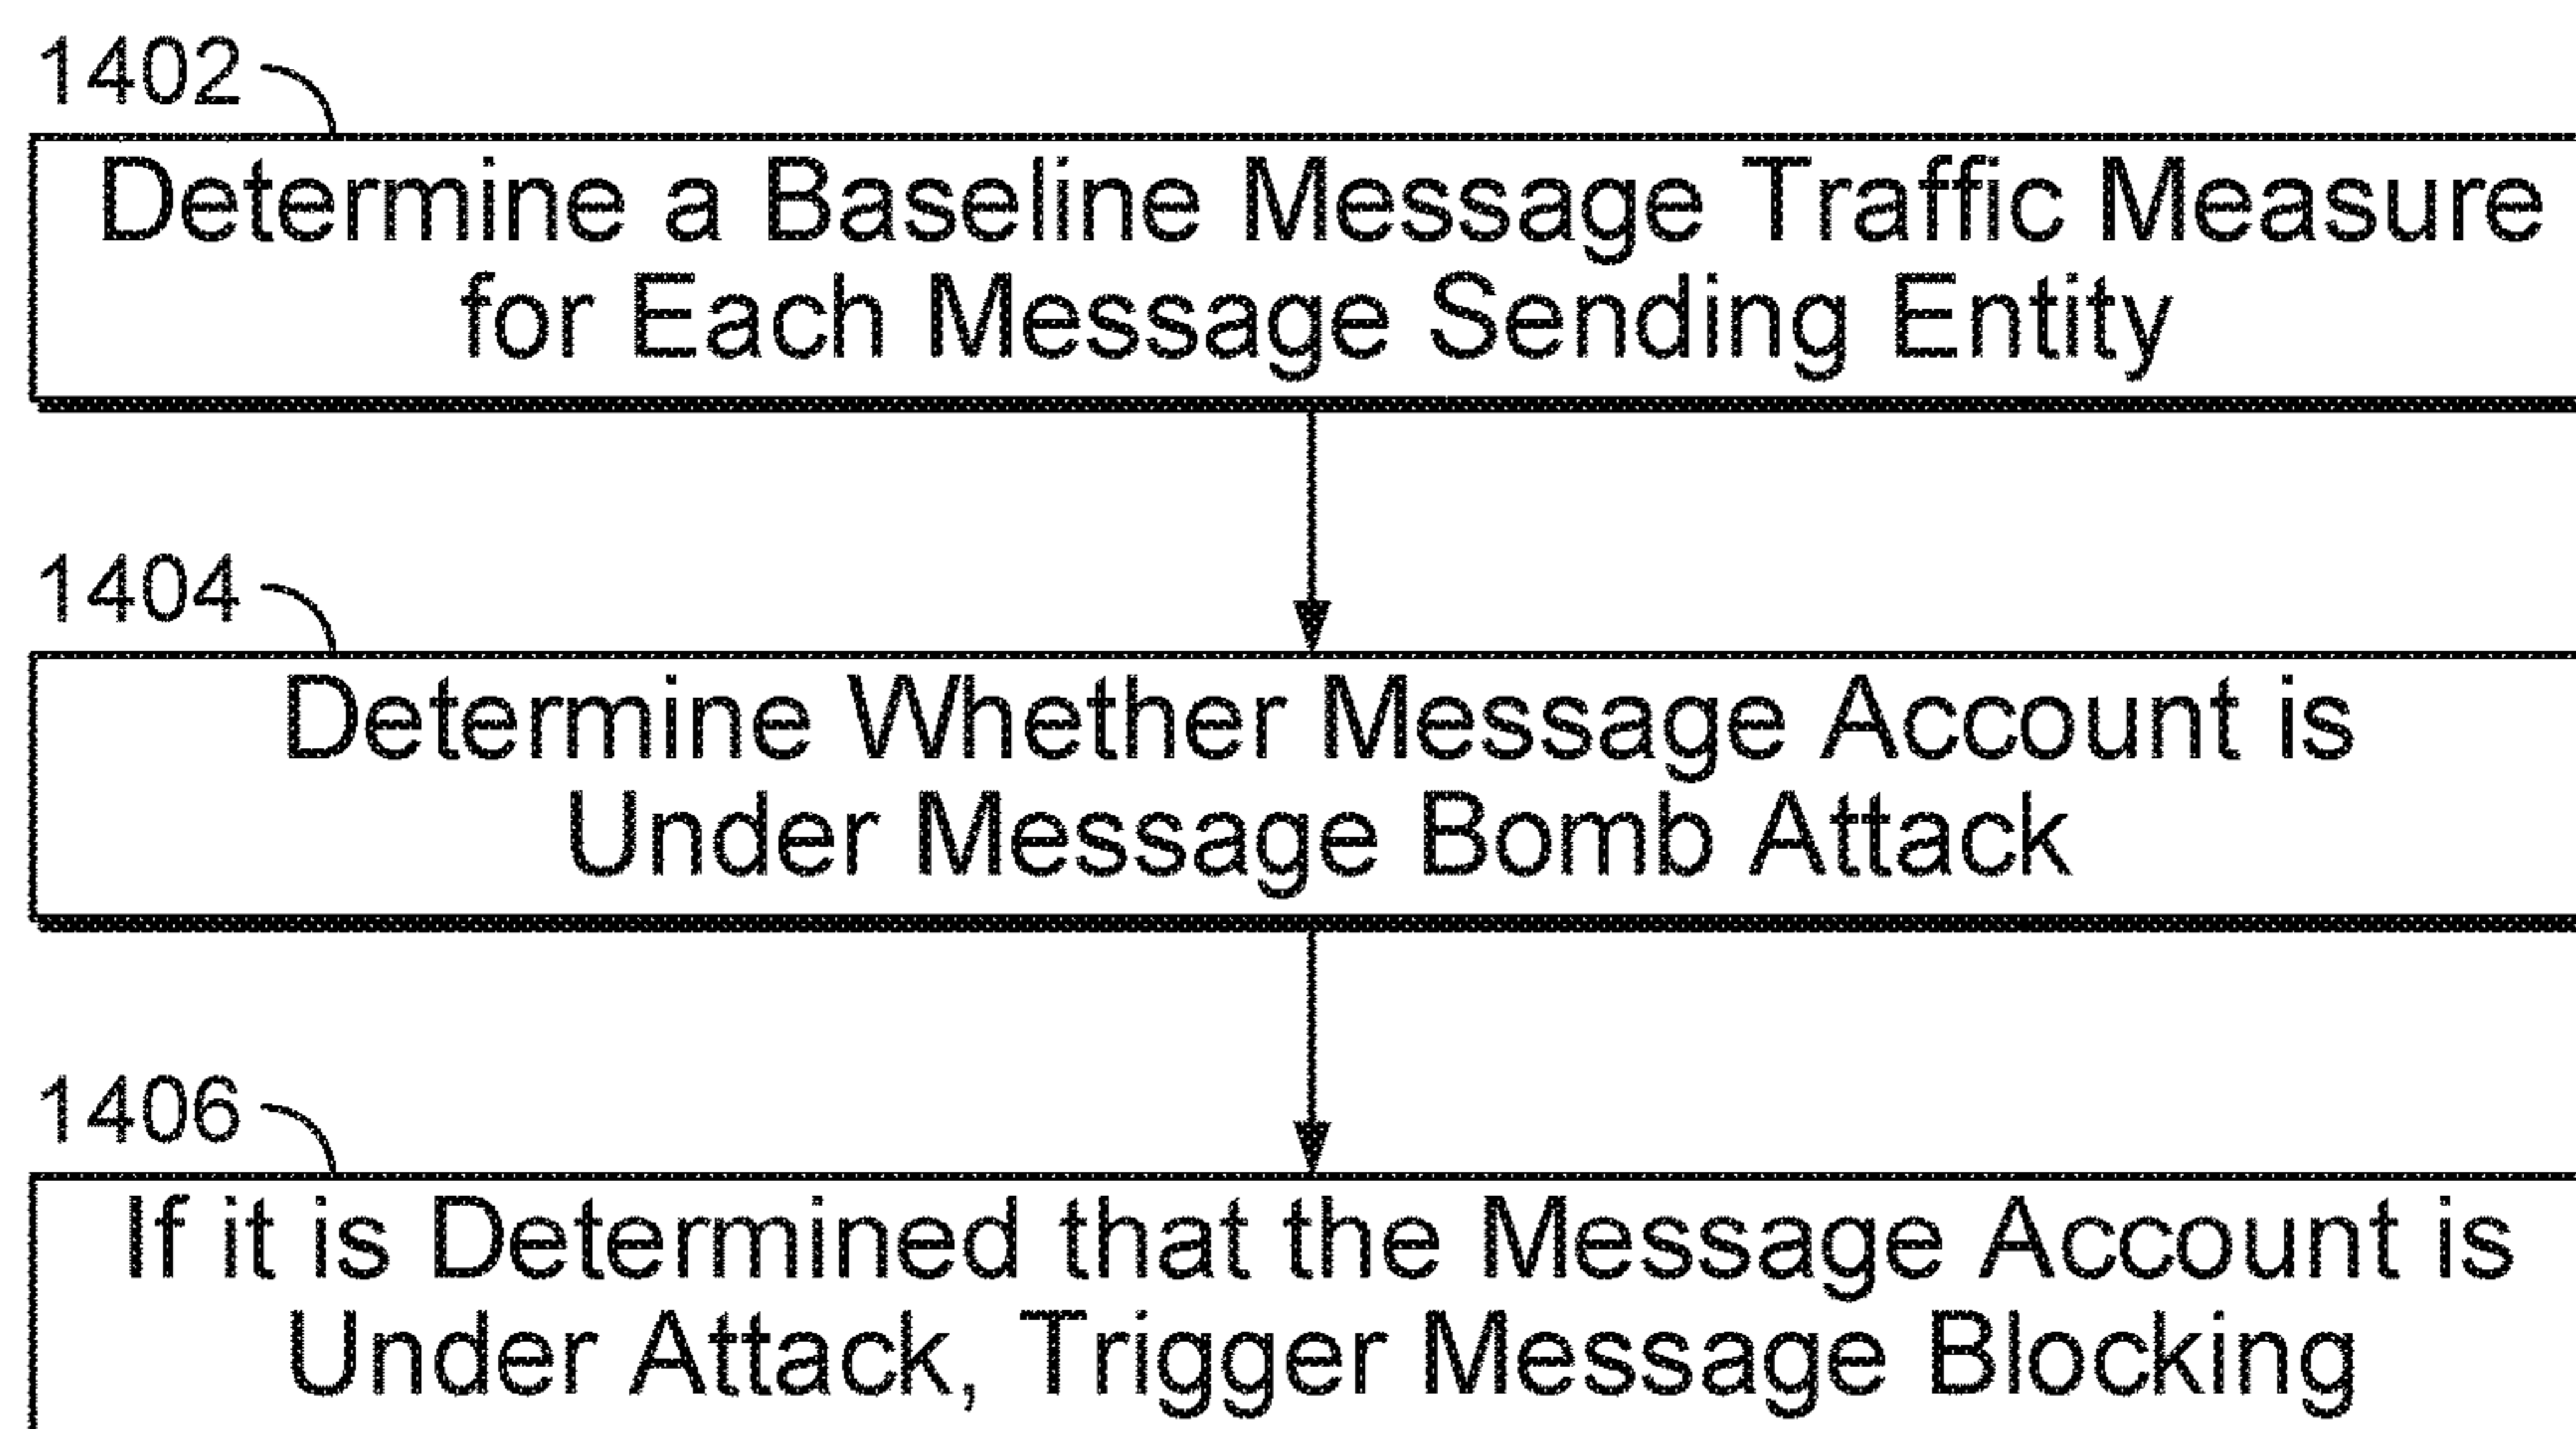 1402
Determine a Baseline Message Traffic Measure
for Each Message Sending Entity
1404
Determine Whether Message Account is
Under Message Bomb Attack
1406
If it is Determined that the Message Account is
Under Attack, Trigger Message Blocking